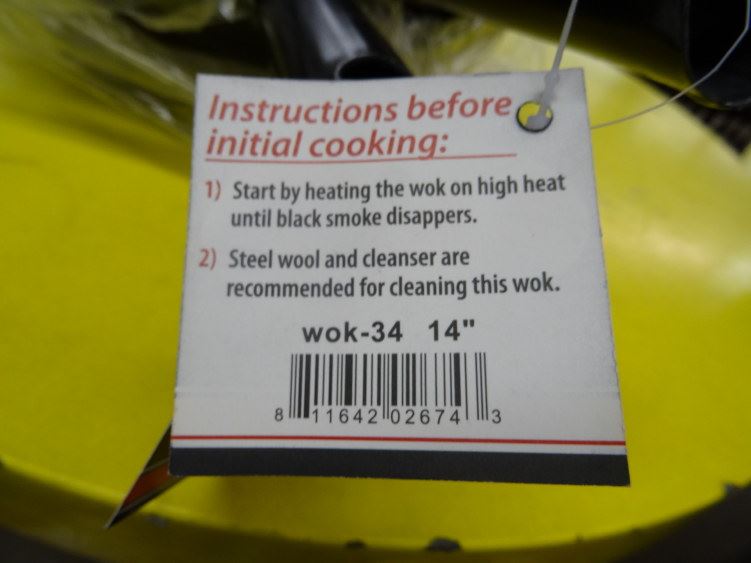 Instructions before
initial cooking:
1) Start by heating the wok on high heat
until black smoke disappers.
2) Steel wool and cleanser are
recommended for cleaning this wok.
wok-34 14"
8 11642 02674 3